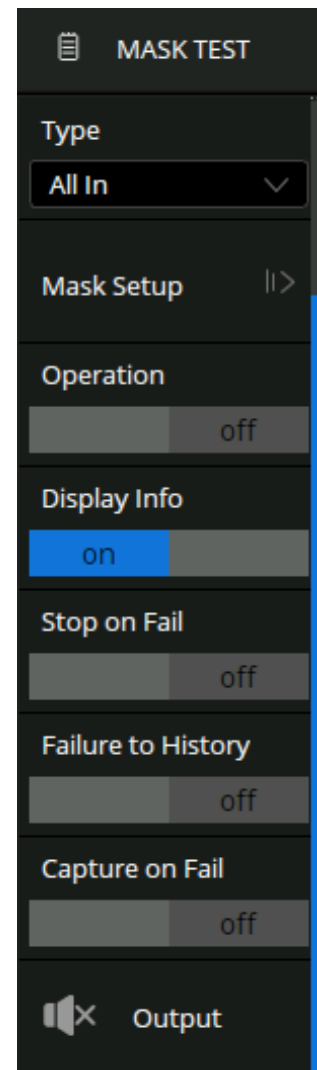 MASK TEST
Type
All In
Mask Setup
Operation
off
Display Info
on
Stop on Fail
off
Failure to History
off
Capture on Fail
off
Output